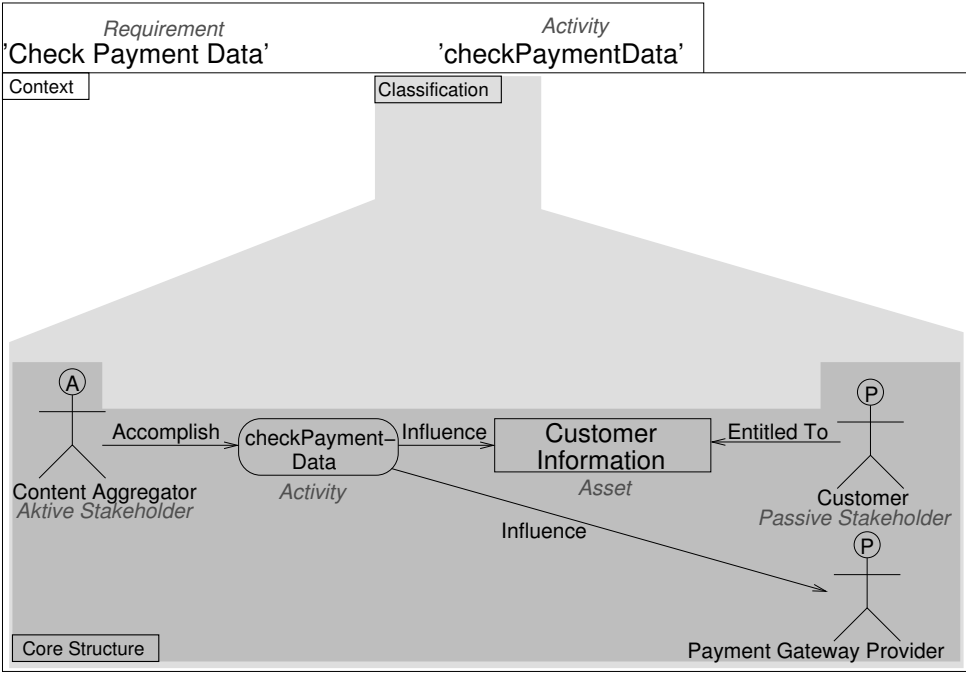 Requirement
'Check Payment Data'
Activity
'checkPaymentData'
Context
Classification
A
P
Accomplish
checkPayment–
Data
Influence
Customer
Information
Entitled To
Content Aggregator
Aktive Stakeholder
Activity
Asset
Customer
Passive Stakeholder
Influence
P
Core Structure
Payment Gateway Provider